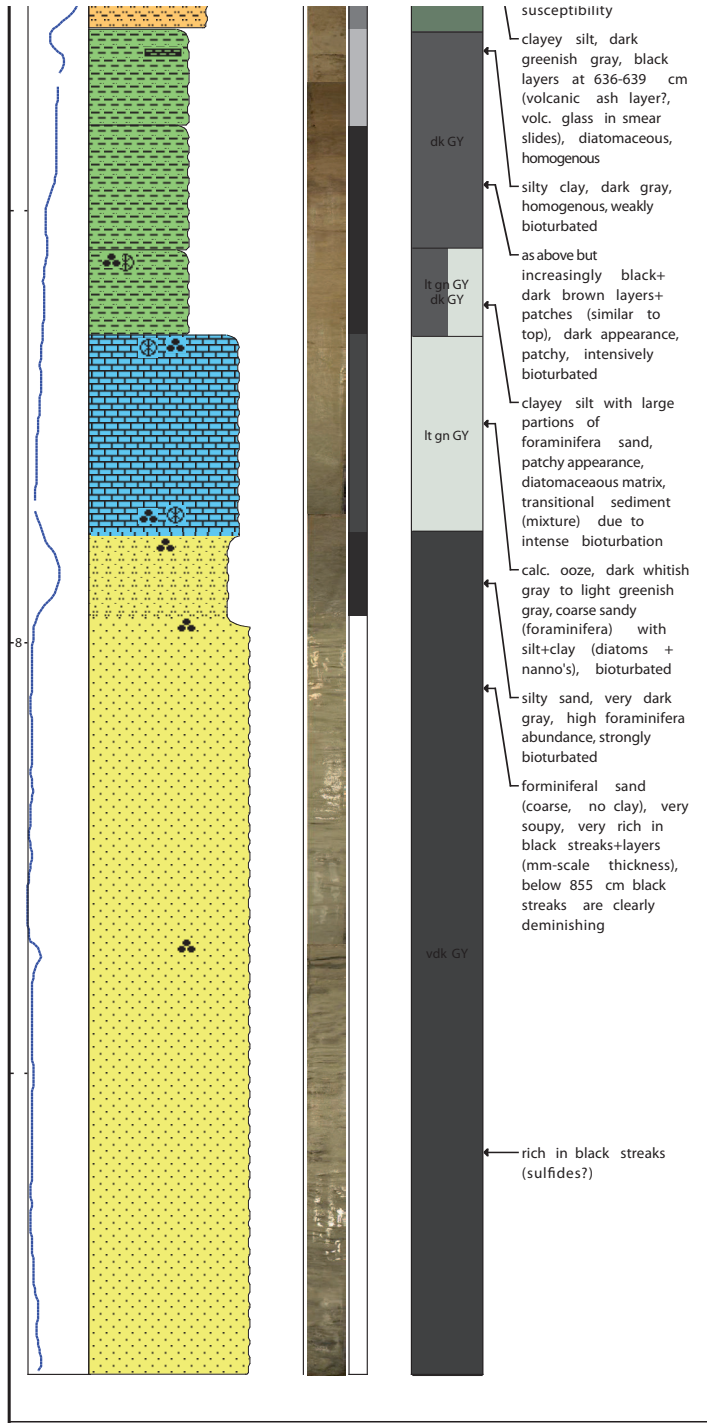 susceptibility
clayey silt, dark
greenish gray, black
layers at 636-639 cm
(volcanic ash layer?,
volc. glass in smear
slides), diatomaceous,
homogenous
silty clay, dark gray,
homogenous, weakly
bioturbated
as above but
increasingly black+
dark brown layers+
patches (similar to
top), dark appearance,
patchy, intensively
bioturbated
clayey silt with large
partions of
foraminifera sand,
patchy appearance,
diatomaceaous matrix,
transitional sediment
(mixture) due to
intense bioturbation
calc. ooze, dark whitish
gray to light greenish
gray, coarse sandy
(foraminifera) with
silt+clay (diatoms +
nanno's), bioturbated
silty sand, very dark
gray, high foraminifera
abundance, strongly
bioturbated
forminiferal sand
(coarse, no clay), very
soupy, very rich in
black streaks+layers
(mm-scale thickness),
below 855 cm black
streaks are clearly
deminishing
rich in black streaks
(sulfides?)
dk GY
lt gn GY
dk GY
lt gn GY
vdk GY
8